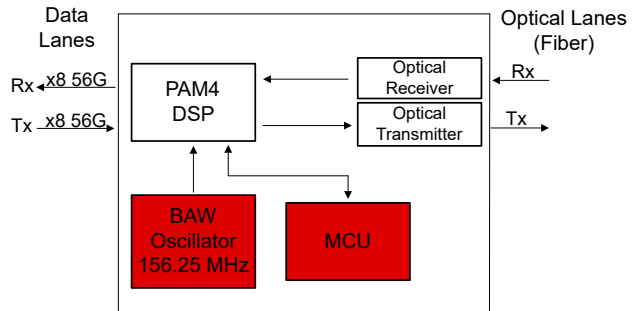 Data
Lanes
Optical Lanes
(Fiber)
Rx x8 56G
Tx x8 56G
PAM4
DSP
Optical
Receiver
Optical
Transmitter
Rx
Tx
BAW
Oscillator
156.25 MHz
MCU